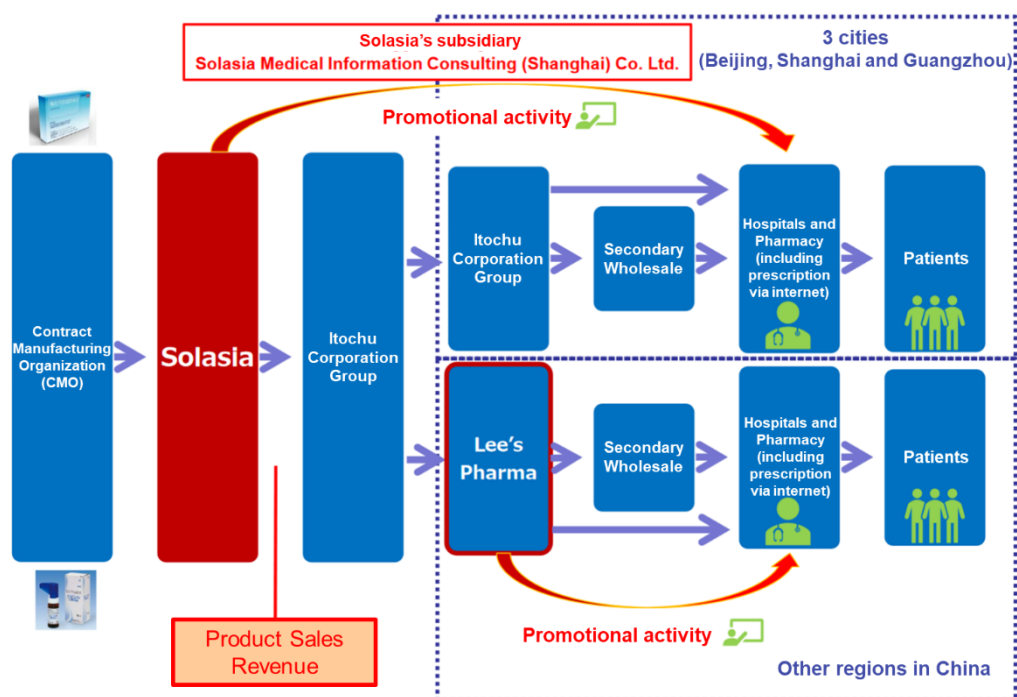 Solasia's subsidiary
Solasia Medical Information Consulting (Shanghai) Co. Ltd.
3 cities
(Beijing, Shanghai and Guangzhou)
Promotional activity
Contract
Manufacturing
Organization
(CMO)
Solasia
Itochu
Corporation
Group
Itochu
Corporation
Group
Secondary
Wholesale
Hospitals and
Pharmacy
(including
prescription
via internet)
Patients
Lee's
Pharma
Secondary
Wholesale
Hospitals and
Pharmacy
(including
prescription
via internet)
Patients
Product Sales
Revenue
Promotional activity
Other regions in China